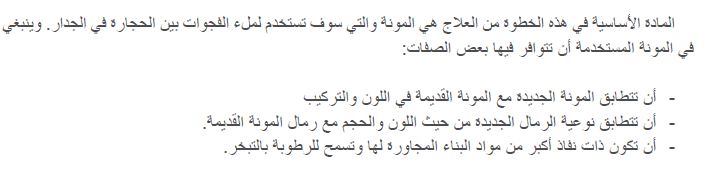 المادة الأساسية في هذه الخطوة من العلاج هي المونة والتي سوف تستخدم لملء الفجوات بين الحجارة في الجدار. وينبغي
في المونة المستخدمة أن تتوافر فيها بعض الصفات:
- أن تتطابق المونة الجديدة مع المونة القديمة في اللون والتركيب
- أن تتطابق نوعية الرمال الجديدة من حيث اللون والحجم مع رمال المونة القديمة.
- أن تكون ذات نفاذ أكبر من مواد البناء المجاورة لها وتسمح للرطوبة بالتبخر.